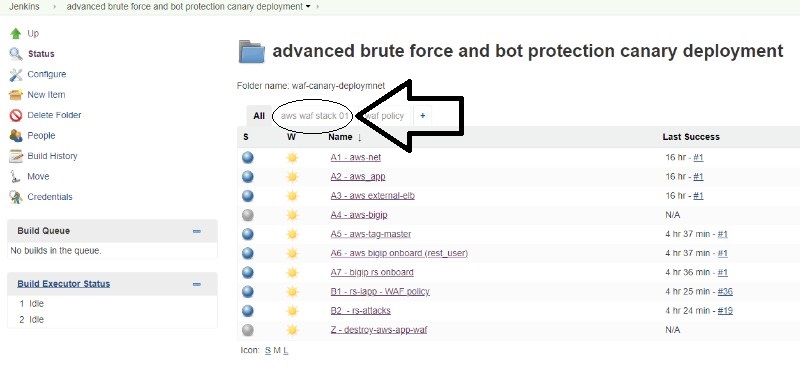 Jenkins › advanced brute force and bot protection canary deployment ›
Up
Status
Configure
New Item
Delete Folder
People
Build History
Move
Credentials
Build Queue
No builds in the queue.
Build Executor Status
1 Idle
2 Idle
advanced brute force and bot protection canary deployment
Folder name: waf-canary-deploymnet
All aws waf stack 01 waf policy +
S W Name ↓ Last Success
A1 - aws-net 16 hr - #1
A2 - aws_app 16 hr - #1
A3 - aws external-elb 16 hr - #1
A4 - aws-bigip N/A
A5 - aws-tag-master 4 hr 37 min - #1
A6 - aws bigip onboard (rest_user) 4 hr 37 min - #1
A7 - bigip rs onboard 4 hr 36 min - #1
B1 - rs-iapp - WAF policy 4 hr 25 min - #36
B2 - rs-attacks 4 hr 24 min - #19
Z - destroy-aws-app-waf N/A
Icon: S M L